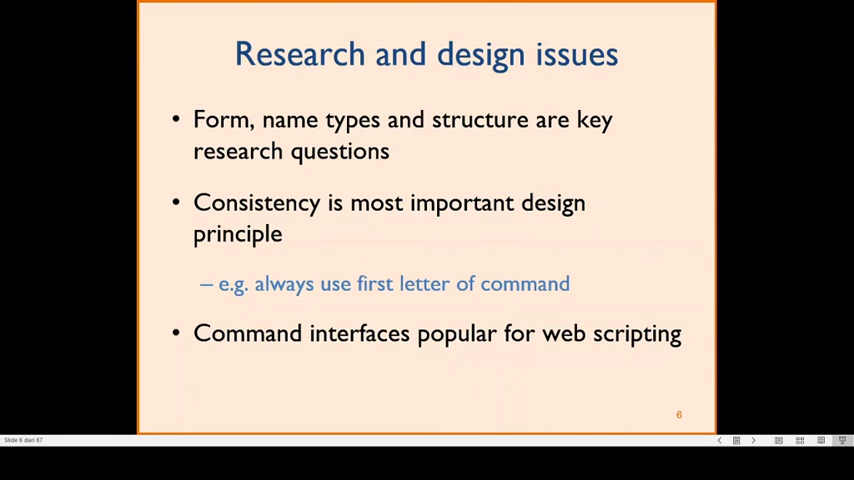 Research and design issues
• Form, name types and structure are key
research questions
• Consistency is most important design
principle
– e.g. always use first letter of command
• Command interfaces popular for web scripting
6
Slide 6 dari 67